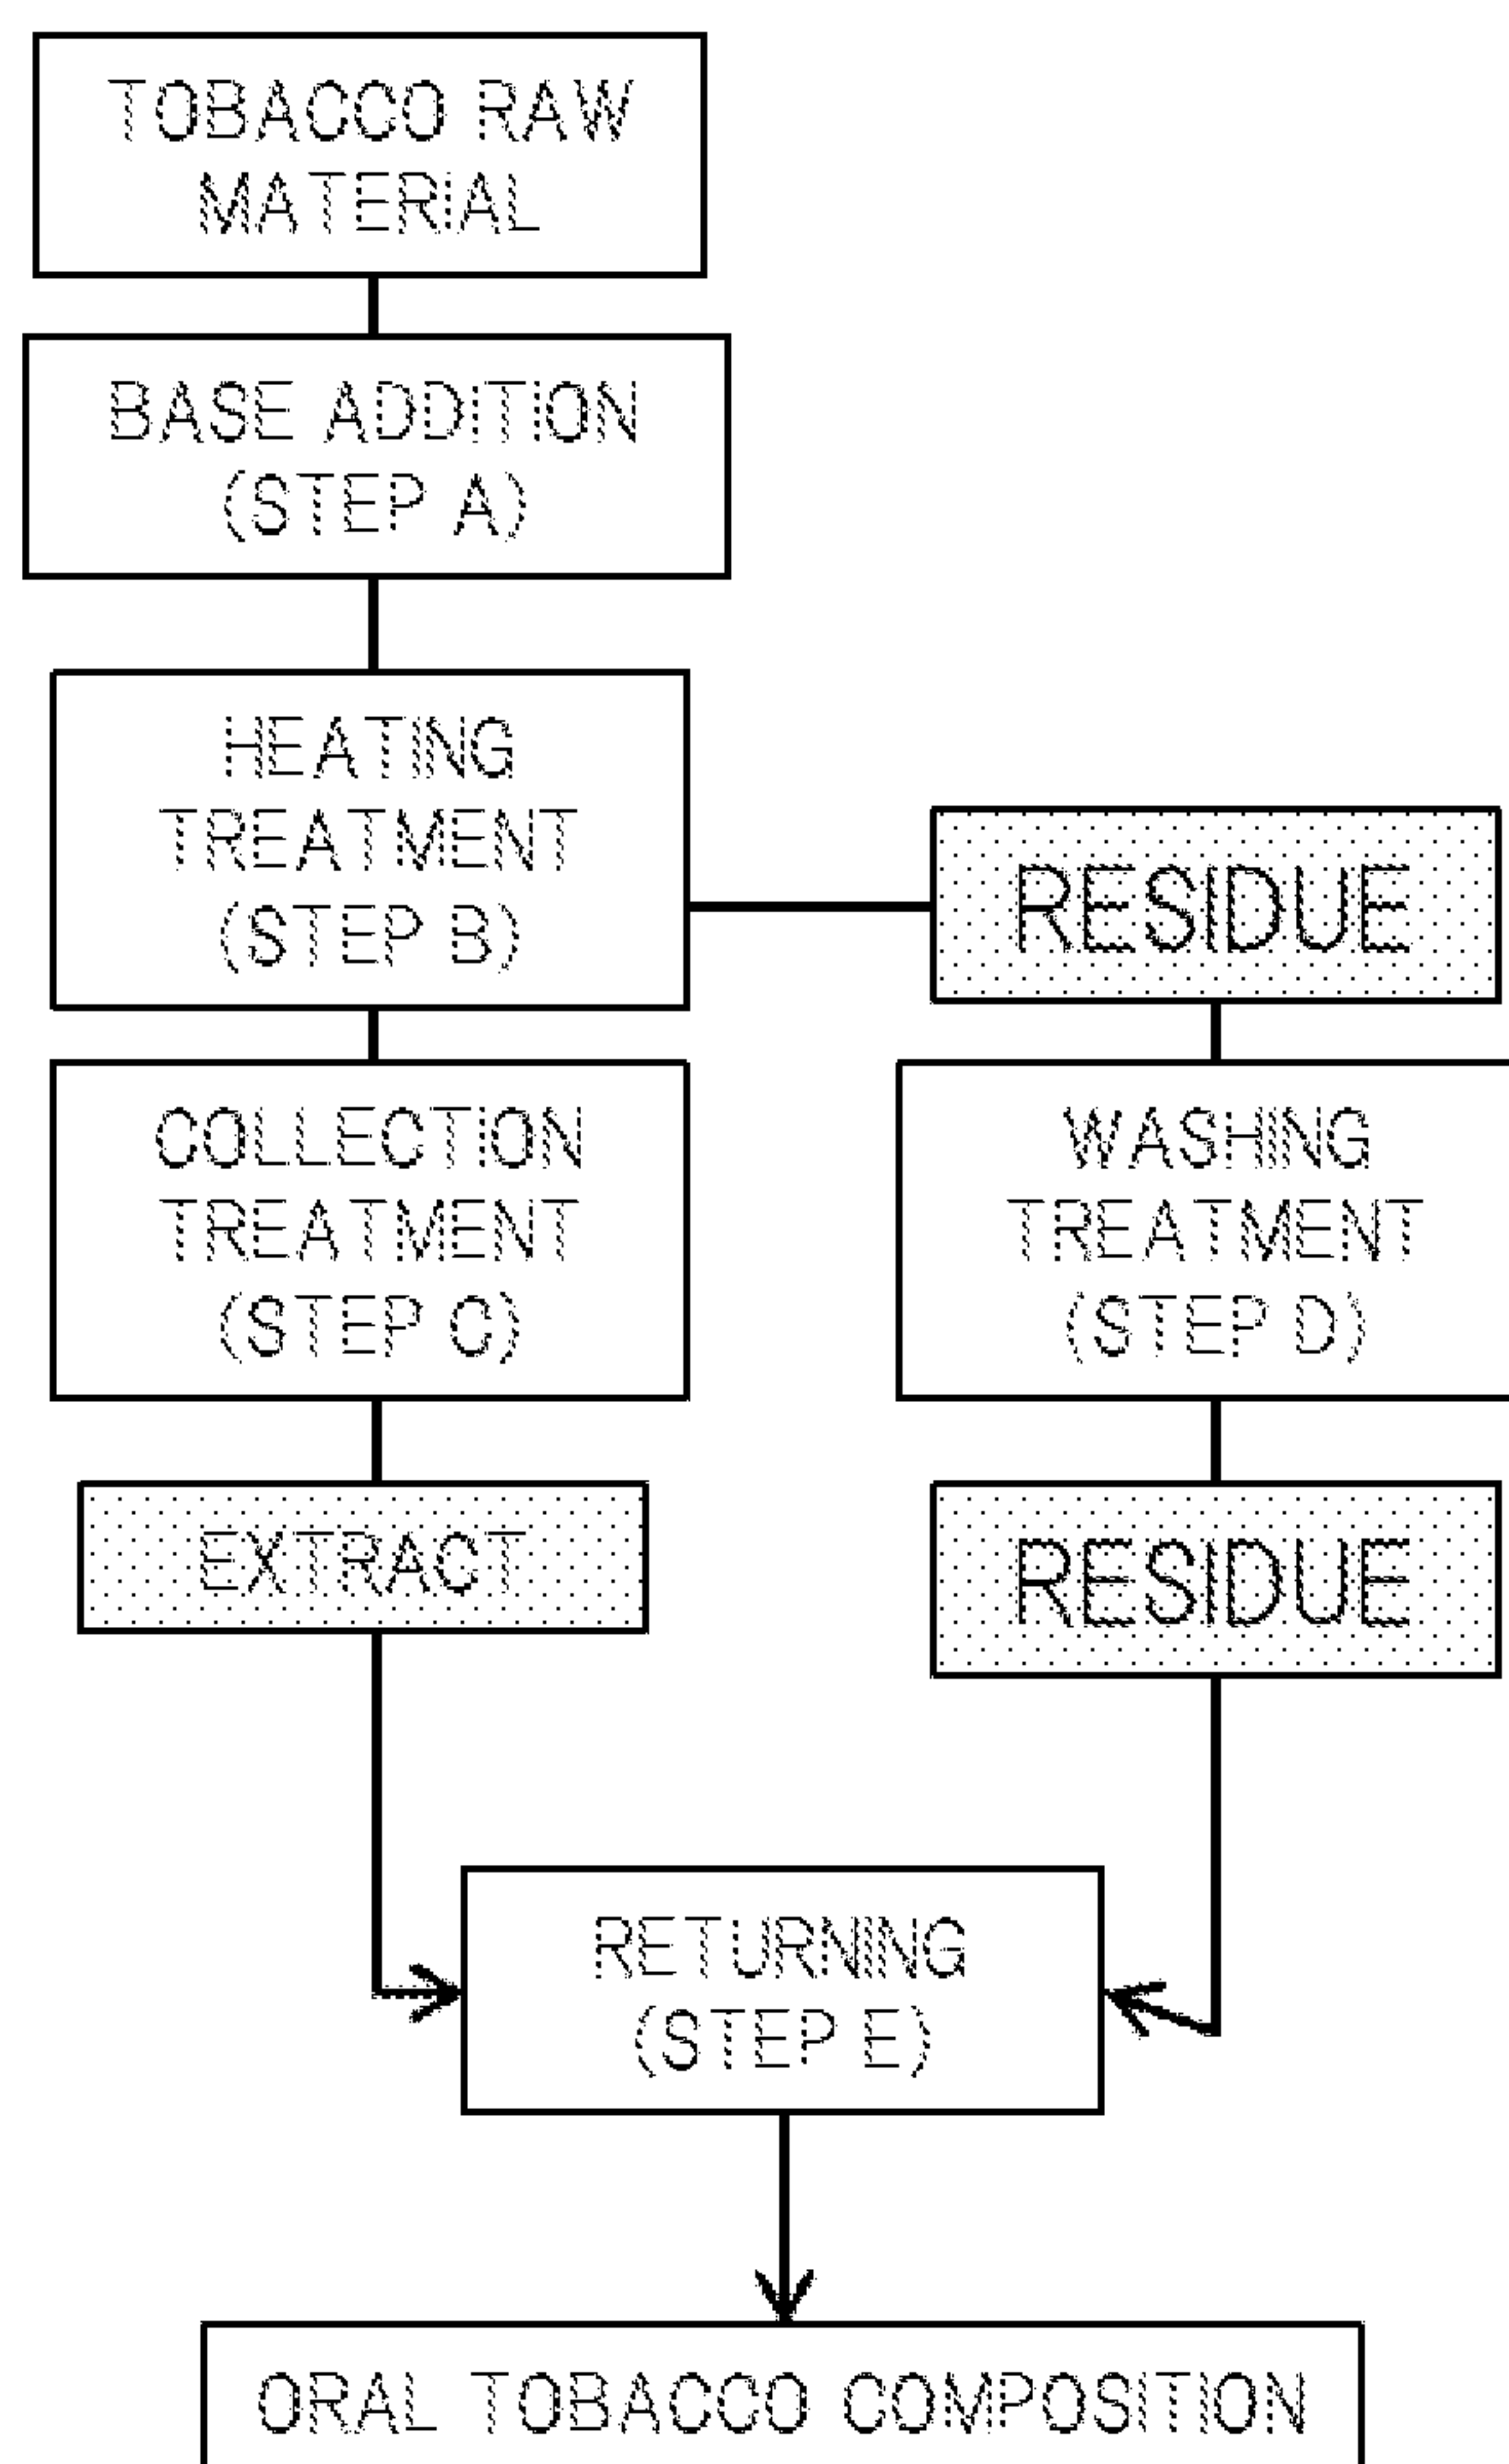 TOBACCO RAW
MATERIAL
BASE ADDITION
(STEP A)
HEATING
TREATMENT
(STEP B)
RESIDUE
COLLECTION
TREATMENT
(STEP C)
WASHING
TREATMENT
(STEP D)
EXTRACT
RESIDUE
RETURNING
(STEP E)
ORAL TOBACCO COMPOSITION